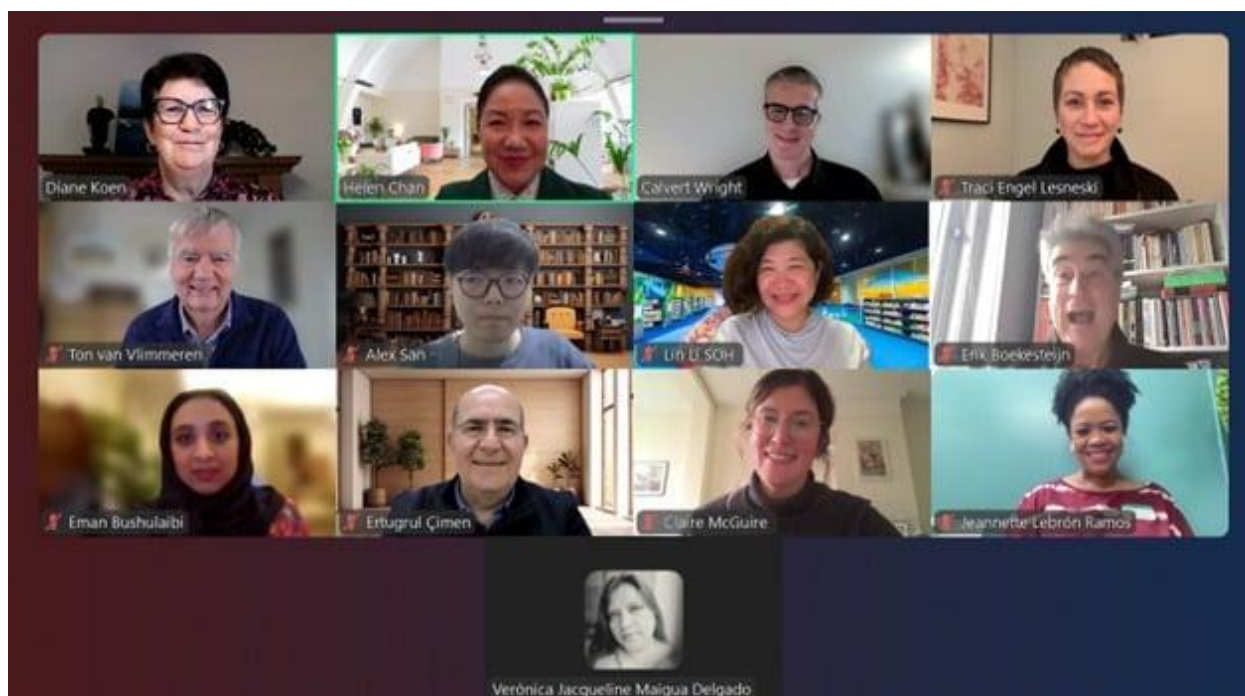 Diane Koen
Helen Chan
Calvert Wright
Traci Engel Lesneski
Ton van Vlimmeren
Alex San
Lin Li SOH
Erik Boekesteijn
Eman Bushulaibi
Ertugrul Çimen
Claire McGuire
Jeannette Lebrón Ramos
Verónica Jacqueline Maigua Delgado